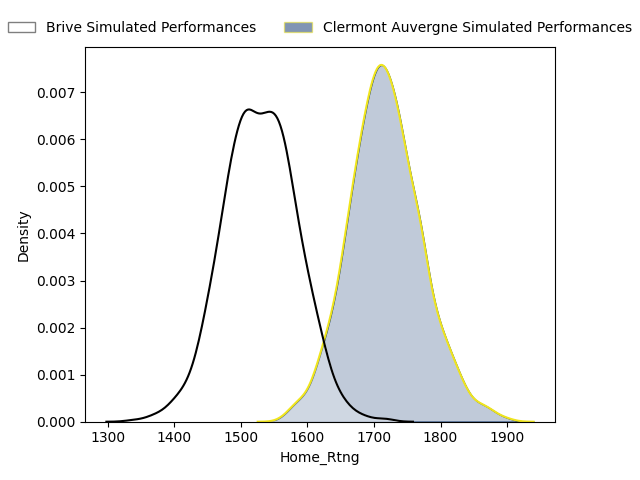 Brive Simulated Performances
Clermont Auvergne Simulated Performances
Density
0.007
0.006
0.005
0.004
0.003
0.002
0.001
0.000
1300 1400 1500 1600 1700 1800 1900
Home_Rtng